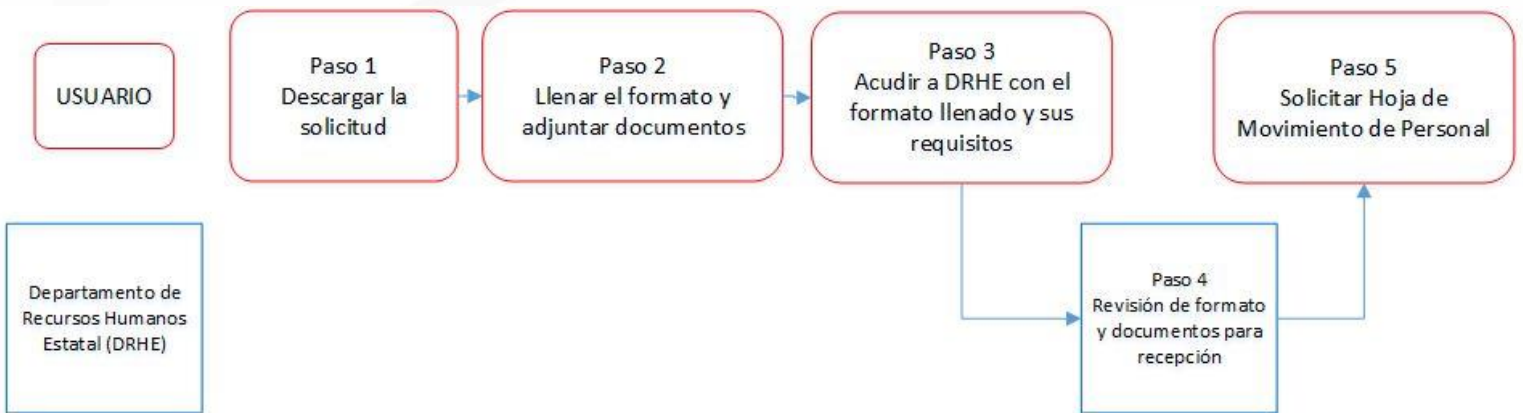 USUARIO
Paso 1
Descargar la
solicitud
Paso 2
Llenar el formato y
adjuntar documentos
Paso 3
Acudir a DRHE con el
formato llenado y sus
requisitos
Paso 5
Solicitar Hoja de
Movimiento de Personal
Departamento de
Recursos Humanos
Estatal (DRHE)
Paso 4
Revisión de formato
y documentos para
recepción